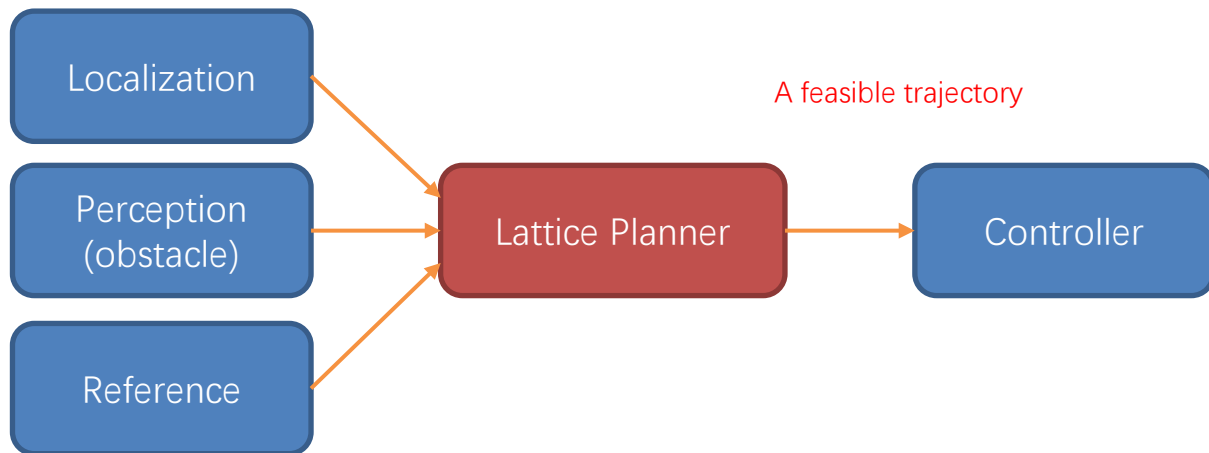 Localization
A feasible trajectory
Perception
(obstacle)
Lattice Planner
Controller
Reference